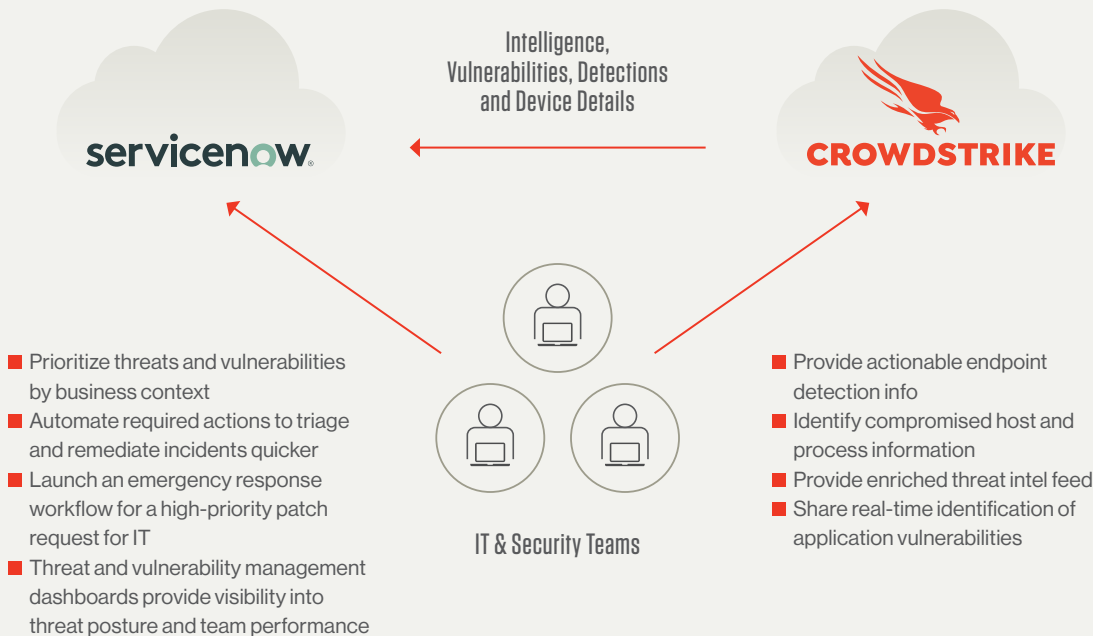 Intelligence,
Vulnerabilities, Detections
and Device Details
servicenow®
CROWDSTRIKE
Prioritize threats and vulnerabilities
by business context
Automate required actions to triage
and remediate incidents quicker
Launch an emergency response
workflow for a high-priority patch
request for IT
Threat and vulnerability management
dashboards provide visibility into
threat posture and team performance
IT & Security Teams
Provide actionable endpoint
detection info
Identify compromised host and
process information
Provide enriched threat intel feed
Share real-time identification of
application vulnerabilities